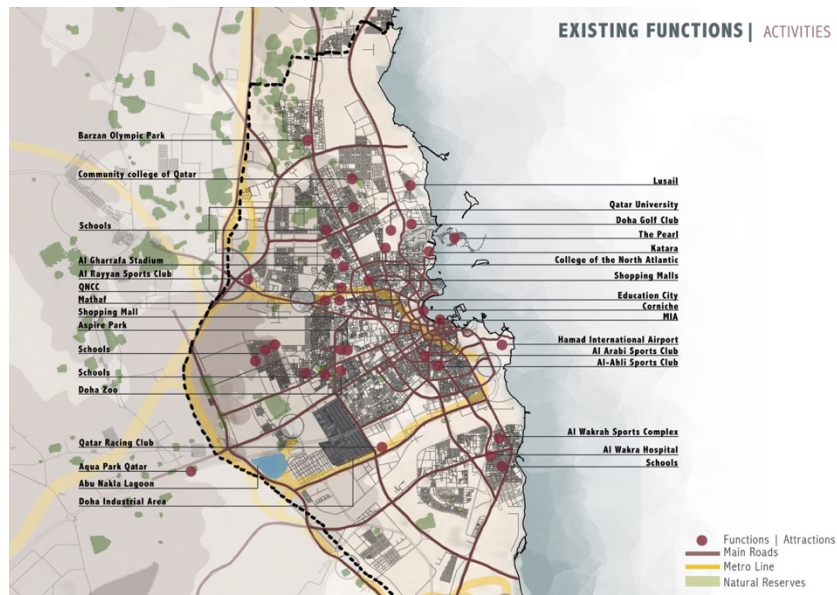 EXISTING FUNCTIONS | ACTIVITIES
Barzan Olympic Park
Community college of Qatar
Schools
Al Gharrafa Stadium
Al Rayyan Sports Club
QNCC
Mathaf
Shopping Mall
Aspire Park
Schools
Schools
Doha Zoo
Qatar Racing Club
Aqua Park Qatar
Abu Nakla Lagoon
Doha Industrial Area
Lusail
Qatar University
Doha Golf Club
The Pearl
Katara
College of the North Atlantic
Shopping Malls
Education City
Corniche
MIA
Hamad International Airport
Al Arabi Sports Club
Al-Ahli Sports Club
Al Wakrah Sports Complex
Al Wakra Hospital
Schools
Functions | Attractions
Main Roads
Metro Line
Natural Reserves